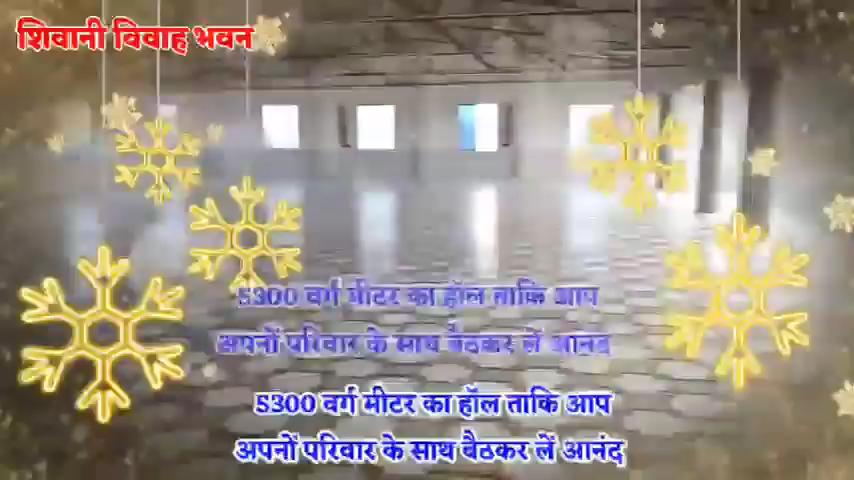 शिवानी विवाह भवन
5300 वर्ग मीटर का हॉल ताकि आप
अपनों परिवार के साथ बैठकर लें आनंद
5300 वर्ग मीटर का हॉल ताकि आप
अपनों परिवार के साथ बैठकर लें आनंद